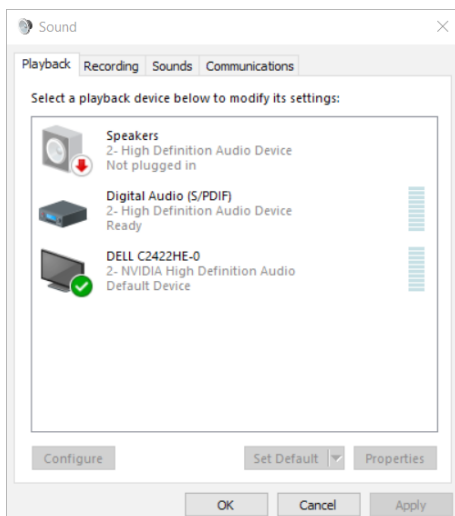 Sound
Playback Recording Sounds Communications
Select a playback device below to modify its settings:
Speakers
2- High Definition Audio Device
Not plugged in
Digital Audio (S/PDIF)
2- High Definition Audio Device
Ready
DELL C2422HE-0
2- NVIDIA High Definition Audio
Default Device
Configure Set Default Properties
OK Cancel Apply